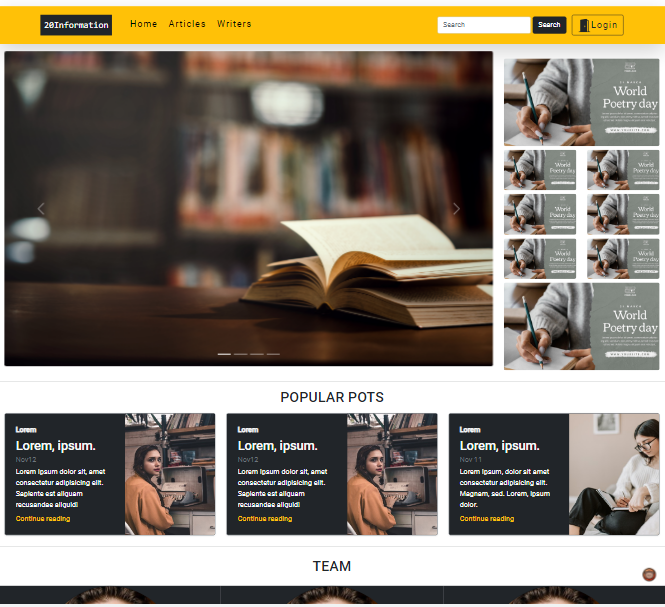 20Information
Home Articles Writers
Search
Search
Login
World
Poetry day
World
Poetry day
World
Poetry day
World
Poetry day
World
Poetry day
World
Poetry day
World
Poetry day
World
Poetry day
POPULAR POTS
Lorem
Lorem, ipsum.
Nov12
Lorem ipsum dolor sit, amet
consectetur adipisicing elit.
Sapiente est aliquam
recusandae aliquid!
Continue reading
Lorem
Lorem, ipsum.
Nov12
Lorem ipsum dolor sit, amet
consectetur adipisicing elit.
Sapiente est aliquam
recusandae aliquid!
Continue reading
Lorem
Lorem, ipsum.
Nov 11
Lorem ipsum, dolor sit amet
consectetur adipisicing elit.
Magnam, sed. Lorem, ipsum
dolor.
Continue reading
TEAM